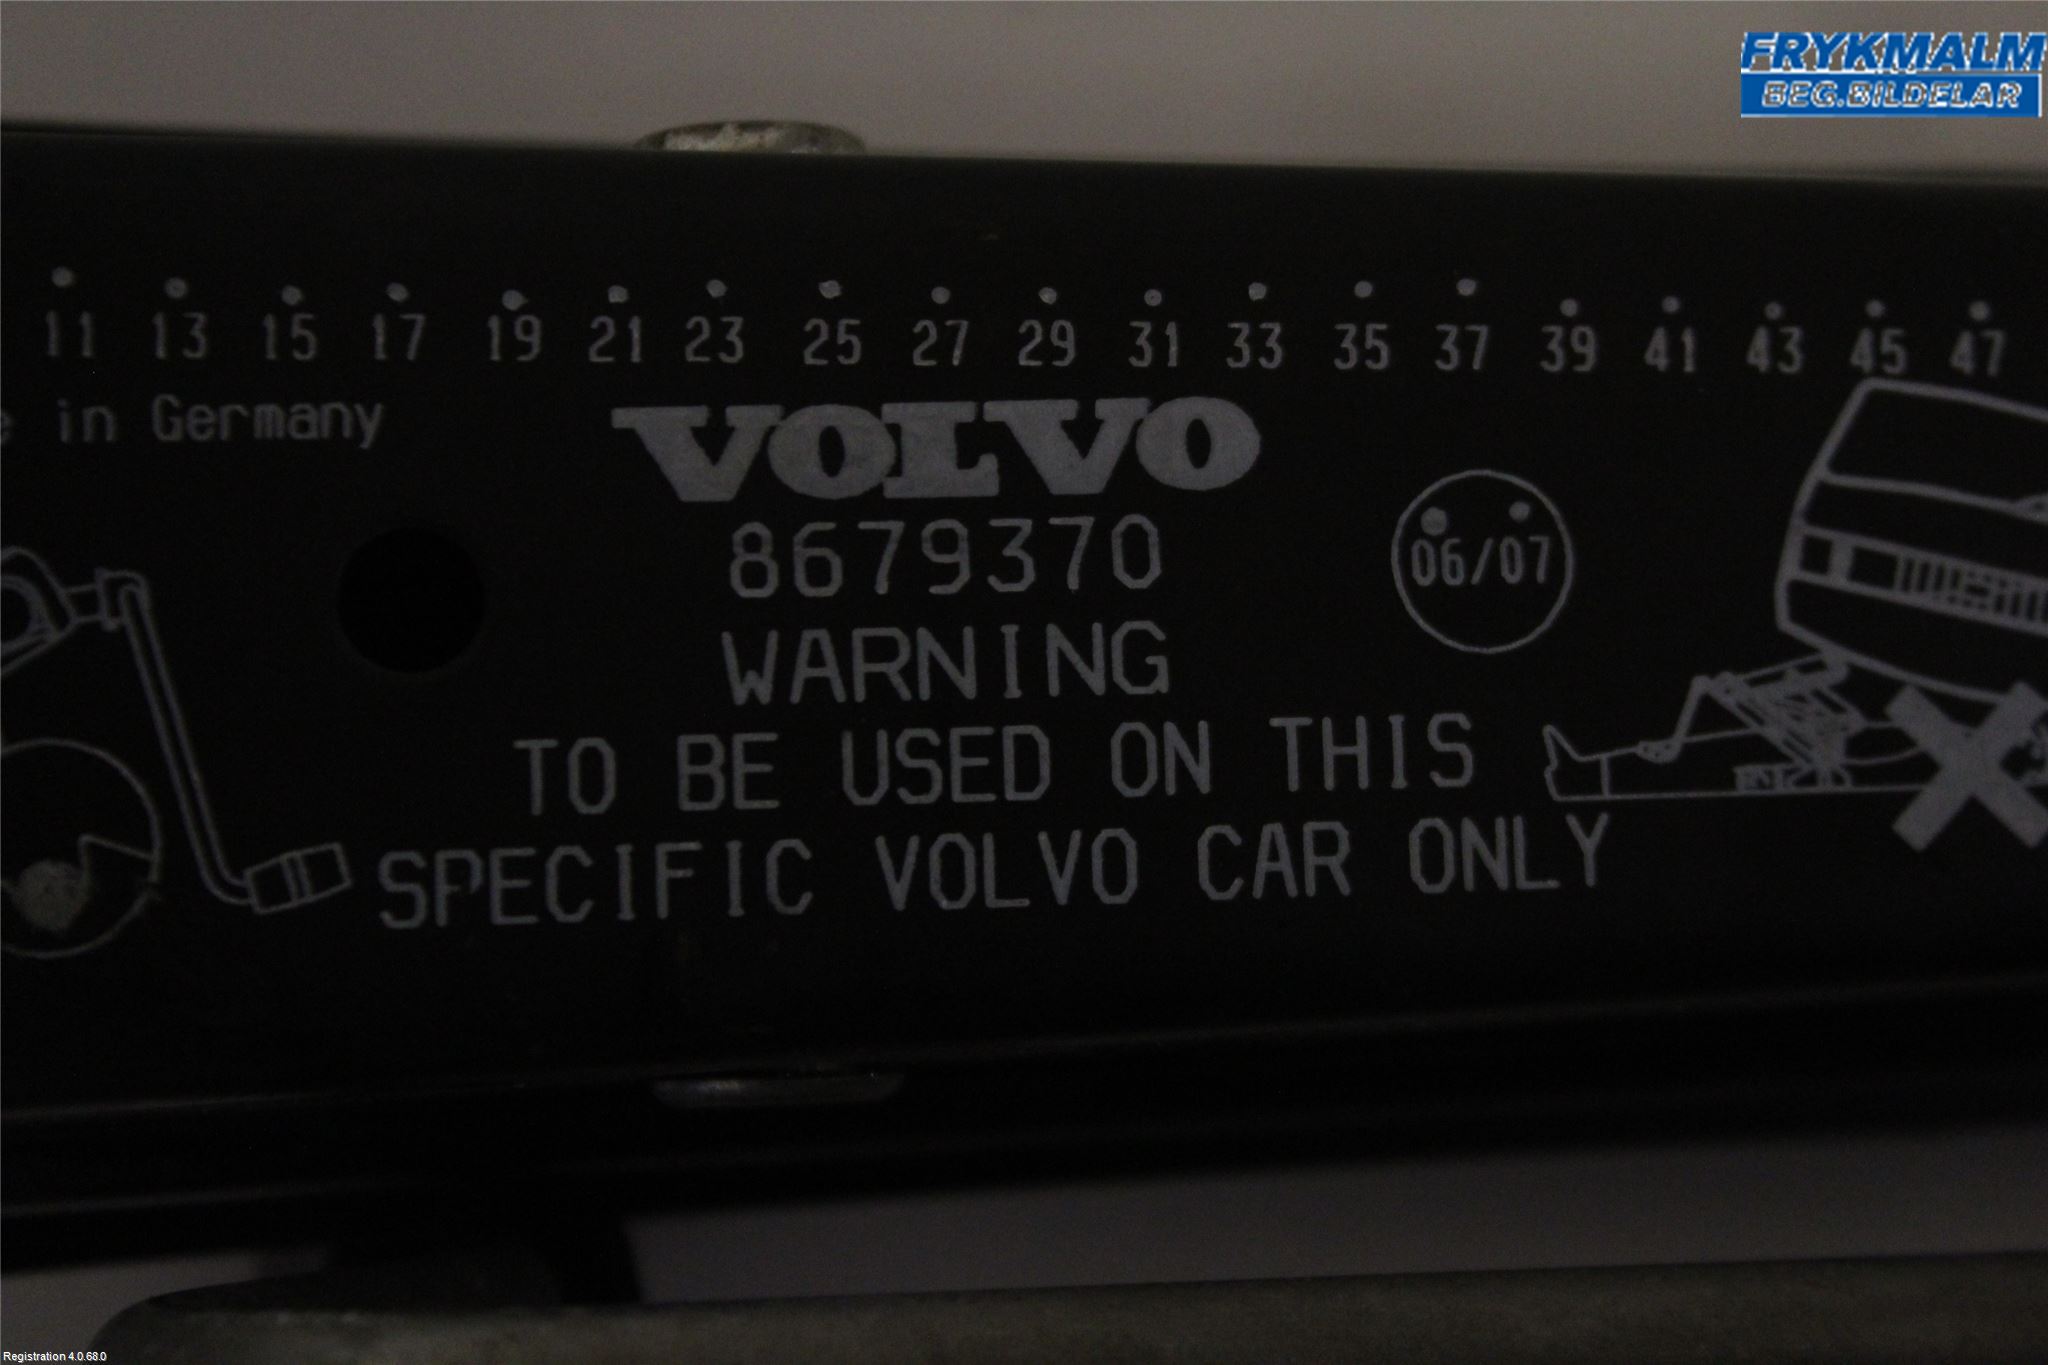 FRYKMALM
BEG.BILDELAR
11 13 15 17 19 21 23 25 27 29 31 33 35 37 39 41 43 45 47
e in Germany
VOLVO
8679370
06/07
WARNING
TO BE USED ON THIS
SPECIFIC VOLVO CAR ONLY
Registration 4.0.68.0